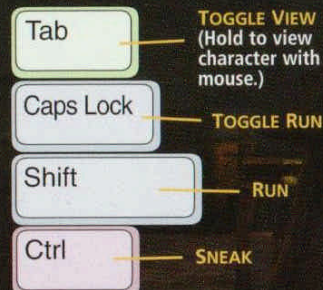 Tab
TOGGLE VIEW
(Hold to view
character with
mouse.)
Caps Lock
TOGGLE RUN
Shift
RUN
Ctrl
SNEAK